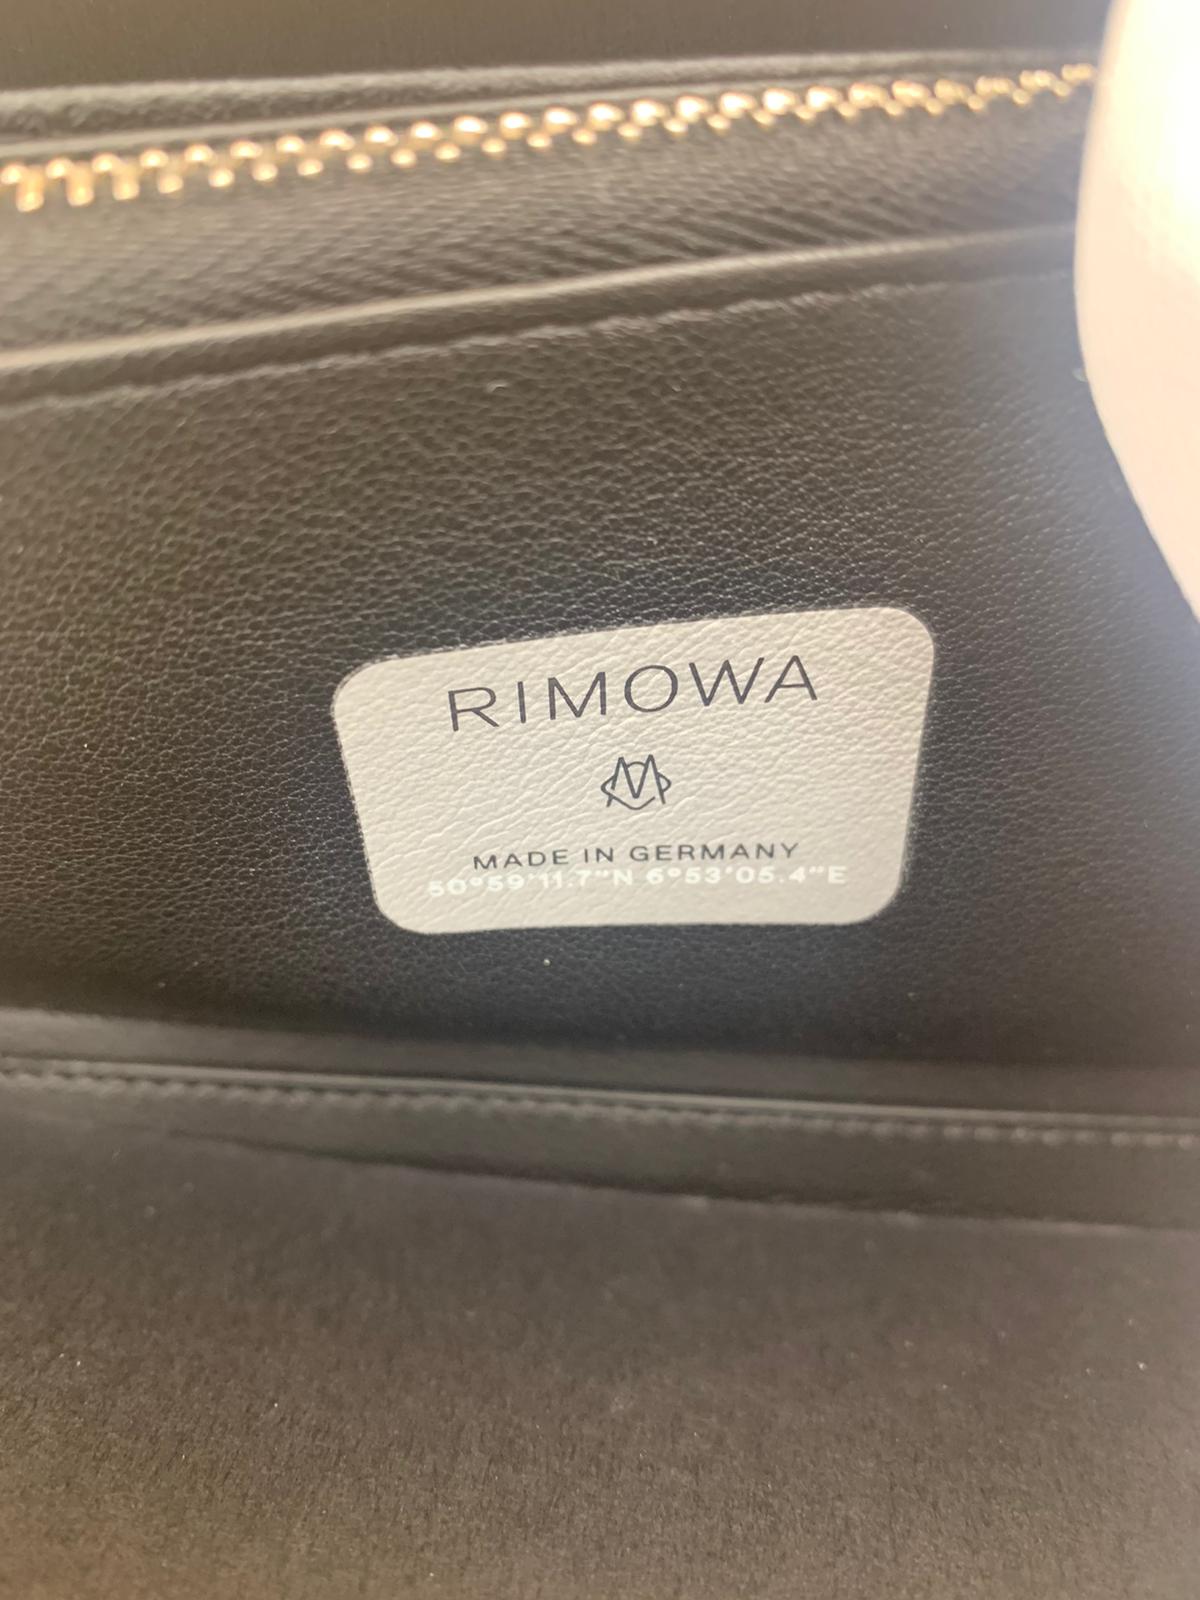 RIMOWA
MADE IN GERMANY
50°59'11.7"N 6°53'05.4"E